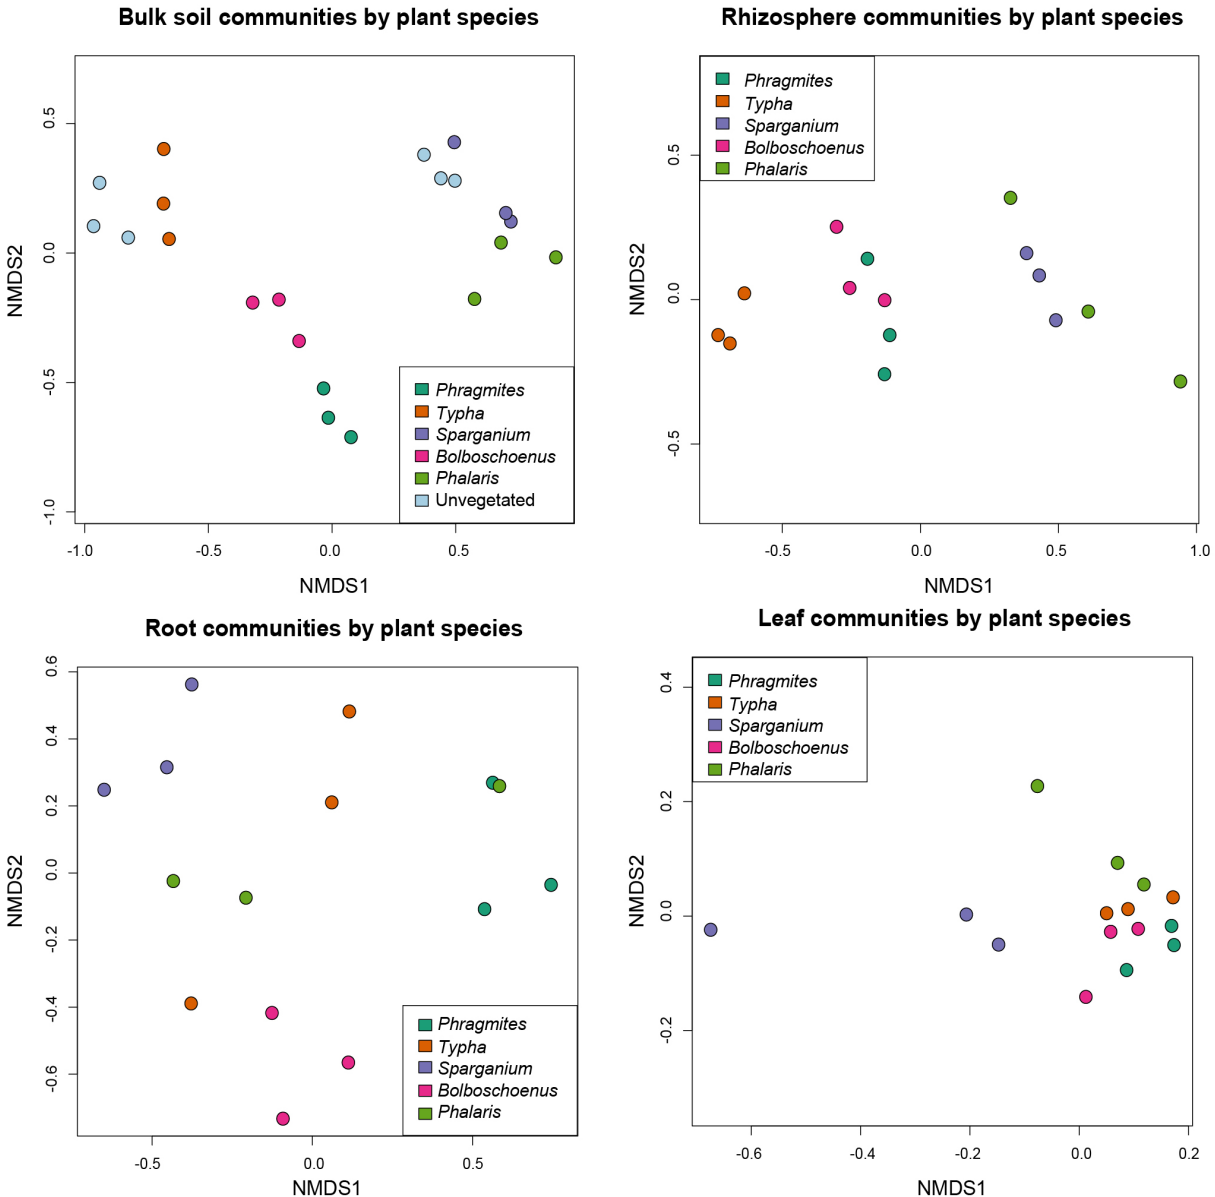 Bulk soil communities by plant species
NMDS2
0.5
0.0
-0.5
-1.0
Phragmites
Typha
Sparganium
Bolboschoenus
Phalaris
Unvegetated
-1.0 -0.5 0.0 0.5
NMDS1
Rhizosphere communities by plant species
Phragmites
Typha
Sparganium
Bolboschoenus
Phalaris
NMDS2
0.5
0.0
-0.5
-0.5 0.0 0.5 1.0
NMDS1
Root communities by plant species
NMDS2
0.6
0.4
0.2
0.0
-0.2
-0.4
-0.6
Phragmites
Typha
Sparganium
Bolboschoenus
Phalaris
-0.5 0.0 0.5
NMDS1
Leaf communities by plant species
Phragmites
Typha
Sparganium
Bolboschoenus
Phalaris
NMDS2
0.4
0.2
0.0
-0.2
-0.6 -0.4 -0.2 0.0 0.2
NMDS1